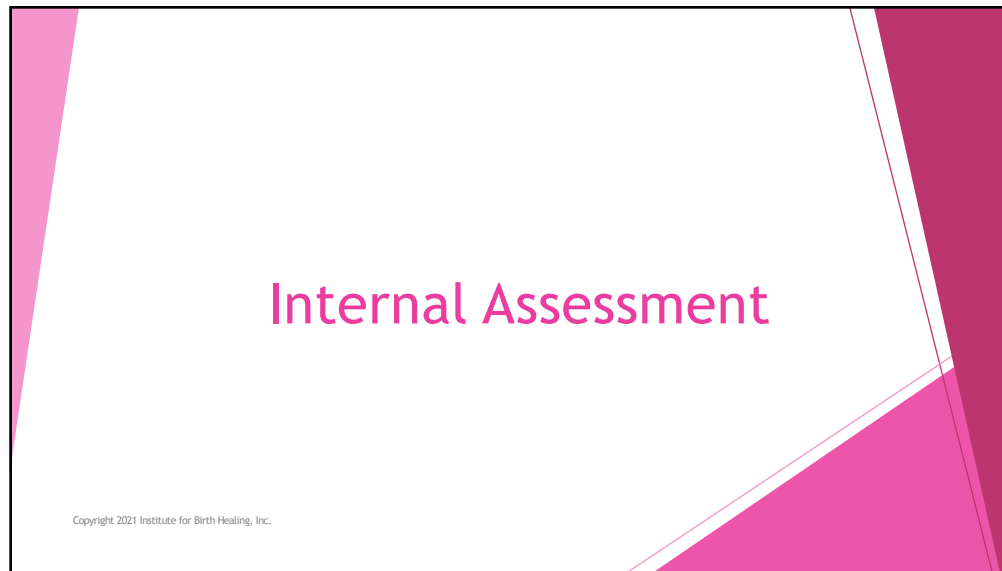 Internal Assessment
Copyright 2021 Institute for Birth Healing, Inc.